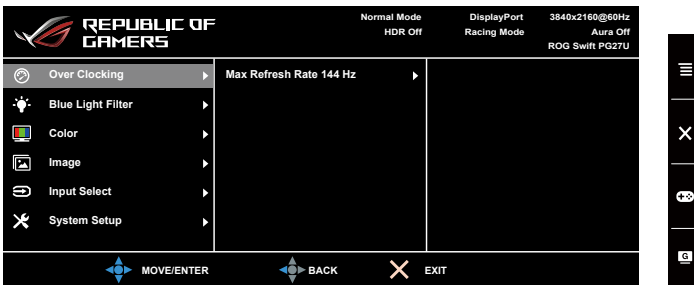 REPUBLIC OF
GAMERS
Normal Mode
HDR Off
DisplayPort
Racing Mode
3840x2160@60Hz
Aura Off
ROG Swift PG27U
Over Clocking
Blue Light Filter
Color
Image
Input Select
System Setup
Max Refresh Rate 144 Hz
MOVE/ENTER
BACK
EXIT
G